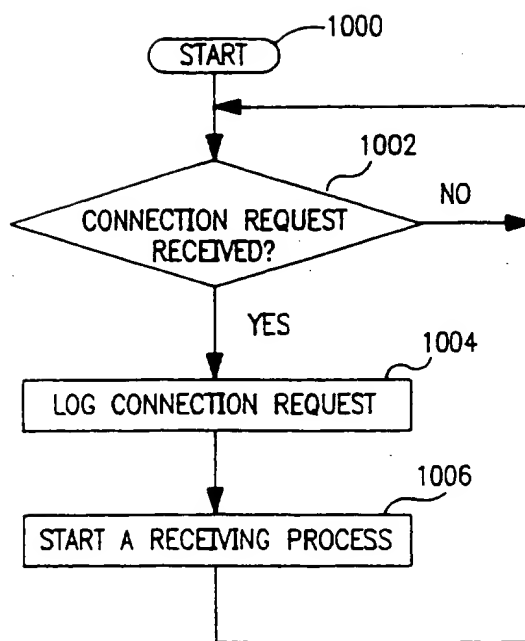 1000
START
1002
CONNECTION REQUEST
RECEIVED?
NO
YES
1004
LOG CONNECTION REQUEST
1006
START A RECEIVING PROCESS